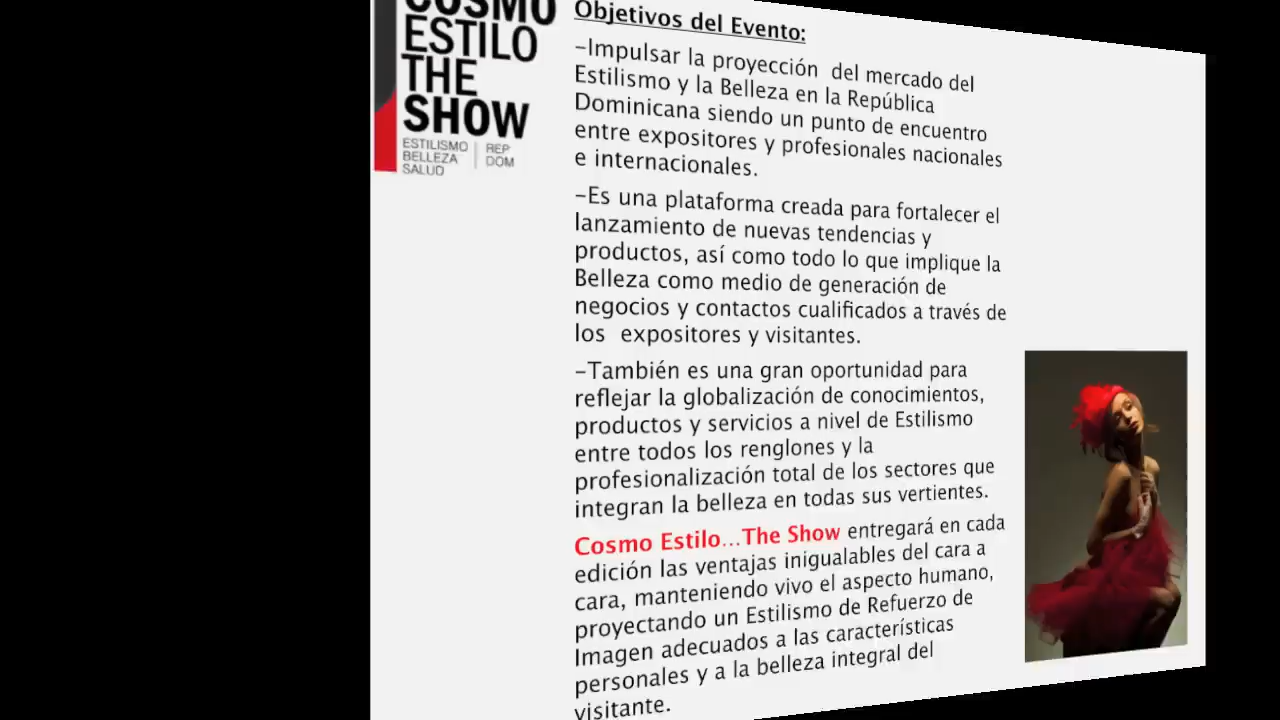 COSMO
ESTILO
THE
SHOW
ESTILISMO
BELLEZA
SALUD
REP
DOM
Objetivos del Evento:
-Impulsar la proyección del mercado del
Estilismo y la Belleza en la República
Dominicana siendo un punto de encuentro
entre expositores y profesionales nacionales
e internacionales.
-Es una plataforma creada para fortalecer el
lanzamiento de nuevas tendencias y
productos, así como todo lo que implique la
Belleza como medio de generación de
negocios y contactos cualificados a través de
los expositores y visitantes.
-También es una gran oportunidad para
reflejar la globalización de conocimientos,
productos y servicios a nivel de Estilismo
entre todos los renglones y la
profesionalización total de los sectores que
integran la belleza en todas sus vertientes.
Cosmo Estilo...The Show entregará en cada
edición las ventajas inigualables del cara a
cara, manteniendo vivo el aspecto humano,
proyectando un Estilismo de Refuerzo de
Imagen adecuados a las características
personales y a la belleza integral del
visitante.